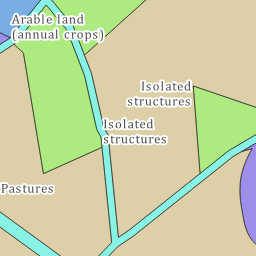 Arable land
(annual crops)
Isolated
structures
Isolated
structures
Pastures